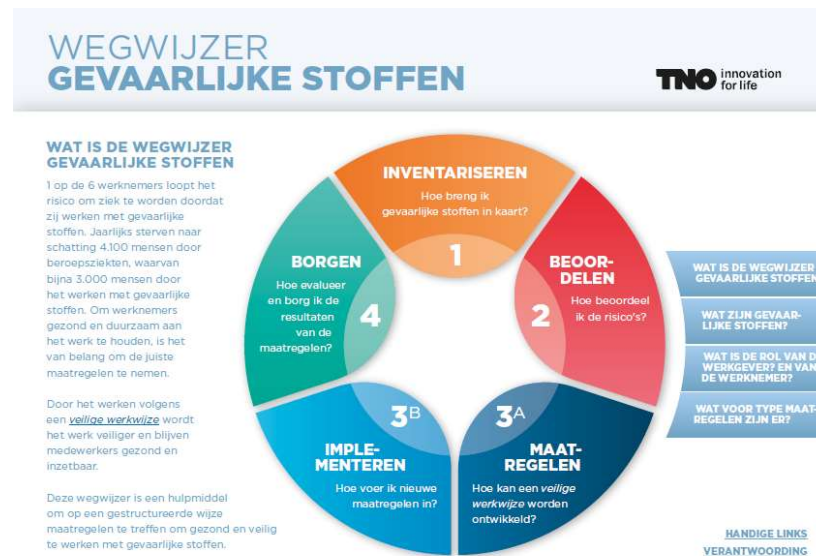 WEGWIJZER
GEVAARLIJKE STOFFEN
TNO innovation
for life
WAT IS DE WEGWIJZER
GEVAARLIJKE STOFFEN
1 op de 6 werknemers loopt het
risico om ziek te worden doordat
zij werken met gevaarlijke
stoffen. Jaarlijks sterven naar
schatting 4.100 mensen door
beroepsziekten, waarvan
bijna 3.000 mensen door
het werken met gevaarlijke
stoffen. Om werknemers
gezond en duurzaam aan
het werk te houden, is het
van belang om de juiste
maatregelen te nemen.
Door het werken volgens
een veilige werkwijze wordt
het werk veiliger en blijven
medewerkers gezond en
inzetbaar.
Deze wegwijzer is een hulpmiddel
om op een gestructureerde wijze
maatregelen te treffen om gezond en veilig
te werken met gevaarlijke stoffen.
INVENTARISEREN
Hoe breng ik
gevaarlijke stoffen in kaart?
1
BEOOR-
DELEN
Hoe beoordeel
ik de risico's?
2
3A
MAAT-
REGELEN
Hoe kan een veilige
werkwijze worden
ontwikkeld?
3B
IMPLE-
MENTEREN
Hoe voer ik nieuwe
maatregelen in?
BORGEN
Hoe evalueer
en borg ik de
resultaten
van de
maatregelen?
4
WAT IS DE WEGWIJZER
GEVAARLIJKE STOFFEN
WAT ZIJN GEVAAR-
LIJKE STOFFEN?
WAT IS DE ROL VAN D
WERKGEVER? EN VAN
DE WERKNEMER?
WAT VOOR TYPE MAAT-
REGELEN ZIJN ER?
HANDIGE LINKS
VERANTWOORDING